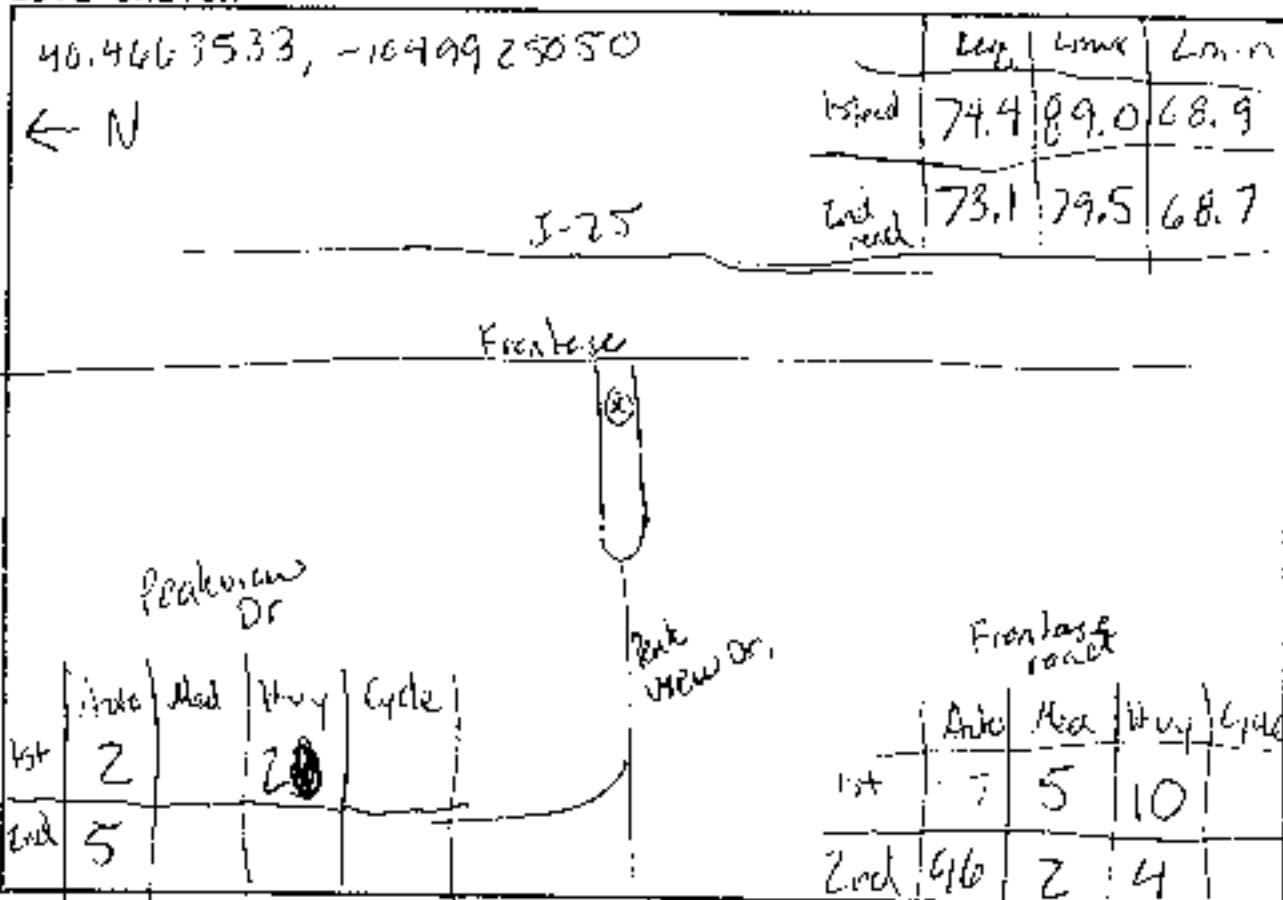 40.4663533, -104.9925050
← N
Leq Lmax Lmin
1st read 74.4 89.0 68.9
2nd read 73.1 79.5 68.7
I-25
Frontage
Peakview
Dr
Peak
view Dr.
Auto Med Hvy Cycle
1st 2 2
2nd 5
Frontage
road
Auto Med Hvy Cycle
1st 5 10
2nd 46 2 4